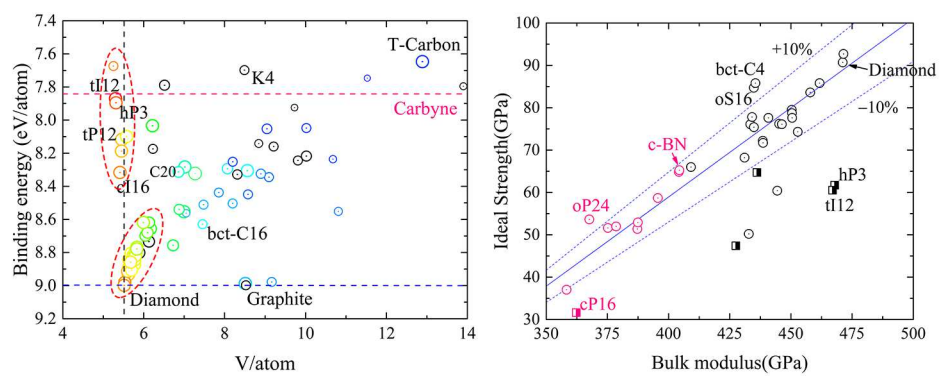 7.4
7.6
7.8
8.0
8.2
8.4
8.6
8.8
9.0
9.2
Binding energy (eV/atom)
T-Carbon
K4
tI12
hP3
Carbyne
tP12
cI16
C20
bct-C16
Diamond
Graphite
4
6
8
10
12
14
V/atom
100
90
80
70
60
50
40
30
Ideal Strength(GPa)
+10%
bct-C4
Diamond
oS16
−10%
c-BN
hP3
tI12
oP24
cP16
350
375
400
425
450
475
500
Bulk modulus(GPa)